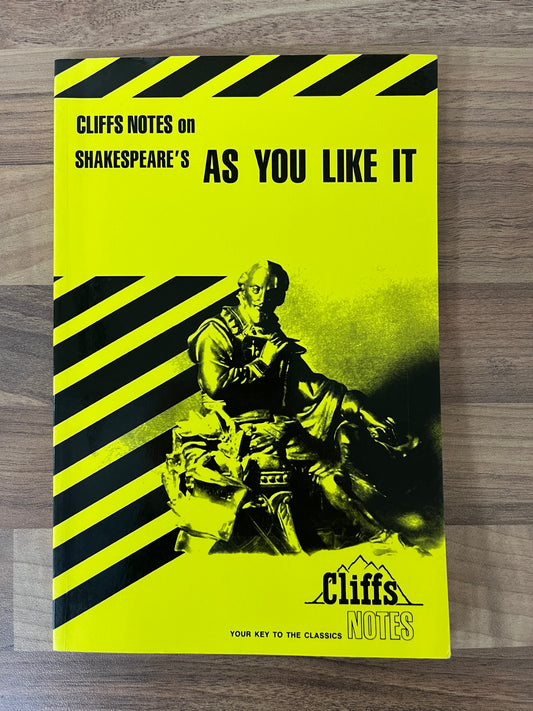 CLIFFS NOTES on
SHAKESPEARE'S AS YOU LIKE IT
Cliffs
NOTES
YOUR KEY TO THE CLASSICS